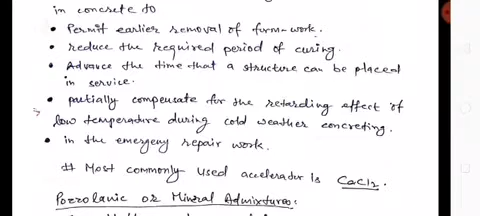 in concrete to
• Permit earlier removal of form-work.
• reduce the required period of curing.
• Advance the time that a structure can be placed
in service.
• partially compensate for the retarding effect of
low temperature during cold weather concreting.
• in the emergeny repair work.
# Most commonly used accelerador is CaCl2.
Pozzolanic or Mineral Admixtures: